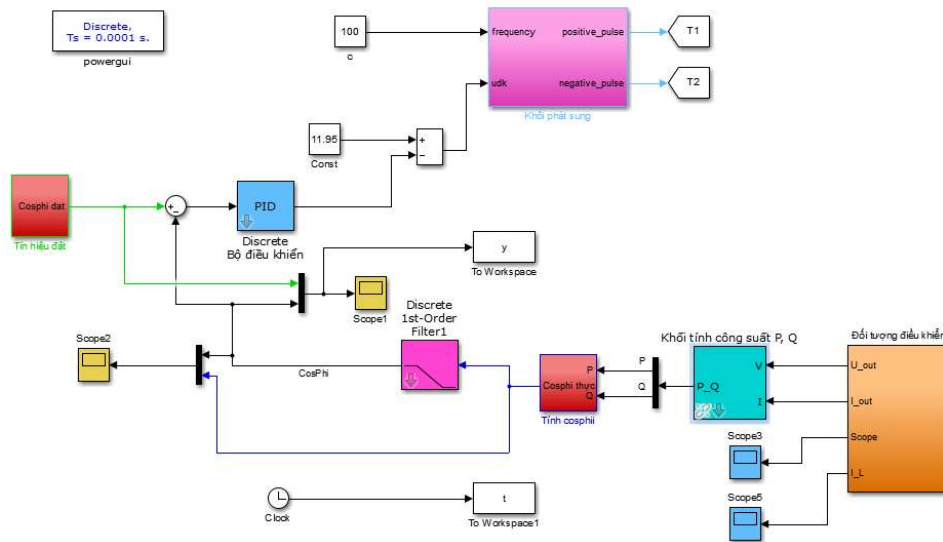 Discrete,
Ts = 0.0001 s.
powergui
100
c
frequency
udk
positive_pulse
negative_pulse
Khối phát sung
T1
T2
11.95
Const
+
−
Cosphi dat
Tín hiệu đặt
+
−
PID
Discrete
Bộ điều khiển
y
To Workspace
Scope1
Scope2
Discrete
1st-Order
Filter1
CosPhi
P
Q
Cosphi thực
Tính cosphii
P
Q
Khối tính công suất P, Q
P_Q
V
I
Đối tượng điều khiển
U_out
I_out
Scope
I_L
Scope3
Scope5
Clock
t
To Workspace1